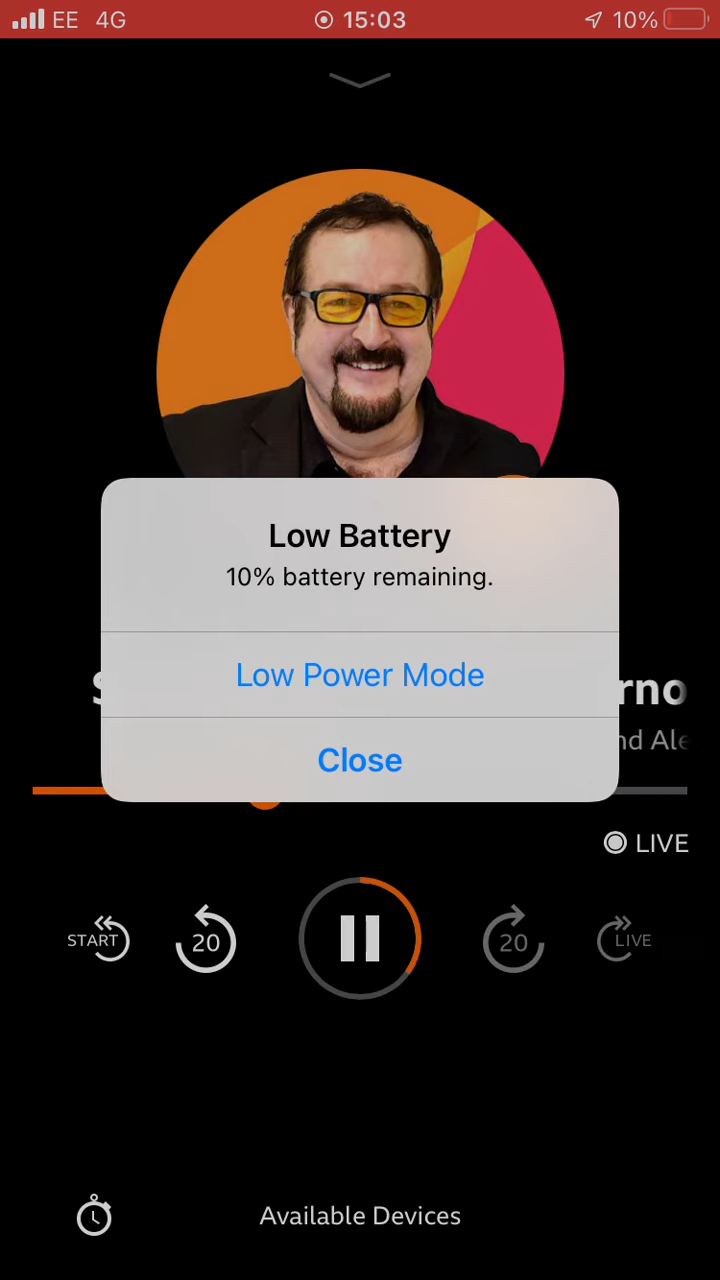 EE 4G 15:03 10%
Low Battery
10% battery remaining.
Low Power Mode
Close
LIVE
START 20 20 LIVE
Available Devices